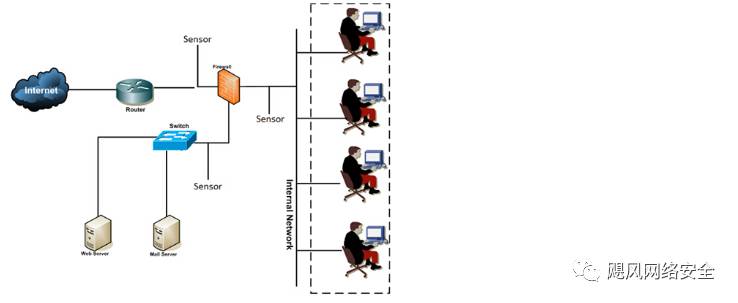 Sensor
Firewall
Internet
Router
Sensor
Switch
Sensor
Internal Network
Web Server
Mail Server
飓风网络安全